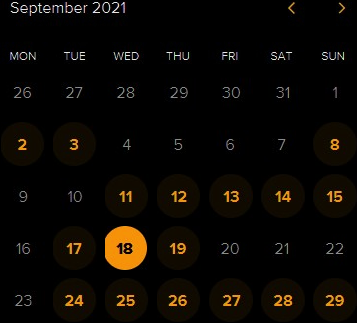 September 2021
MON TUE WED THU FRI SAT SUN
26 27 28 29 30 31 1
2 3 4 5 6 7 8
9 10 11 12 13 14 15
16 17 18 19 20 21 22
23 24 25 26 27 28 29